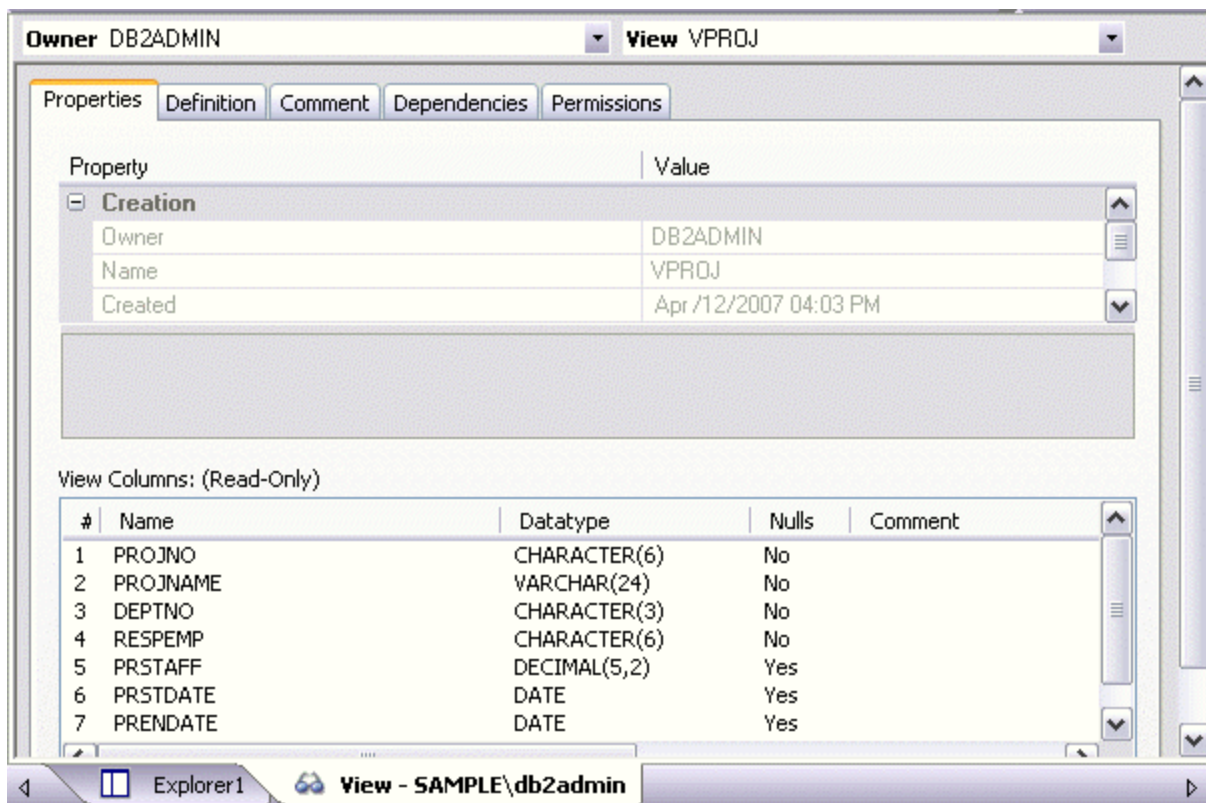 Owner DB2ADMIN View VPROJ
Properties Definition Comment Dependencies Permissions
Property Value
Creation
Owner DB2ADMIN
Name VPROJ
Created Apr /12/2007 04:03 PM
View Columns: (Read-Only)
# Name Datatype Nulls Comment
1 PROJNO CHARACTER(6) No
2 PROJNAME VARCHAR(24) No
3 DEPTNO CHARACTER(3) No
4 RESPEMP CHARACTER(6) No
5 PRSTAFF DECIMAL(5,2) Yes
6 PRSTDATE DATE Yes
7 PRENDATE DATE Yes
Explorer1 View - SAMPLE\db2admin